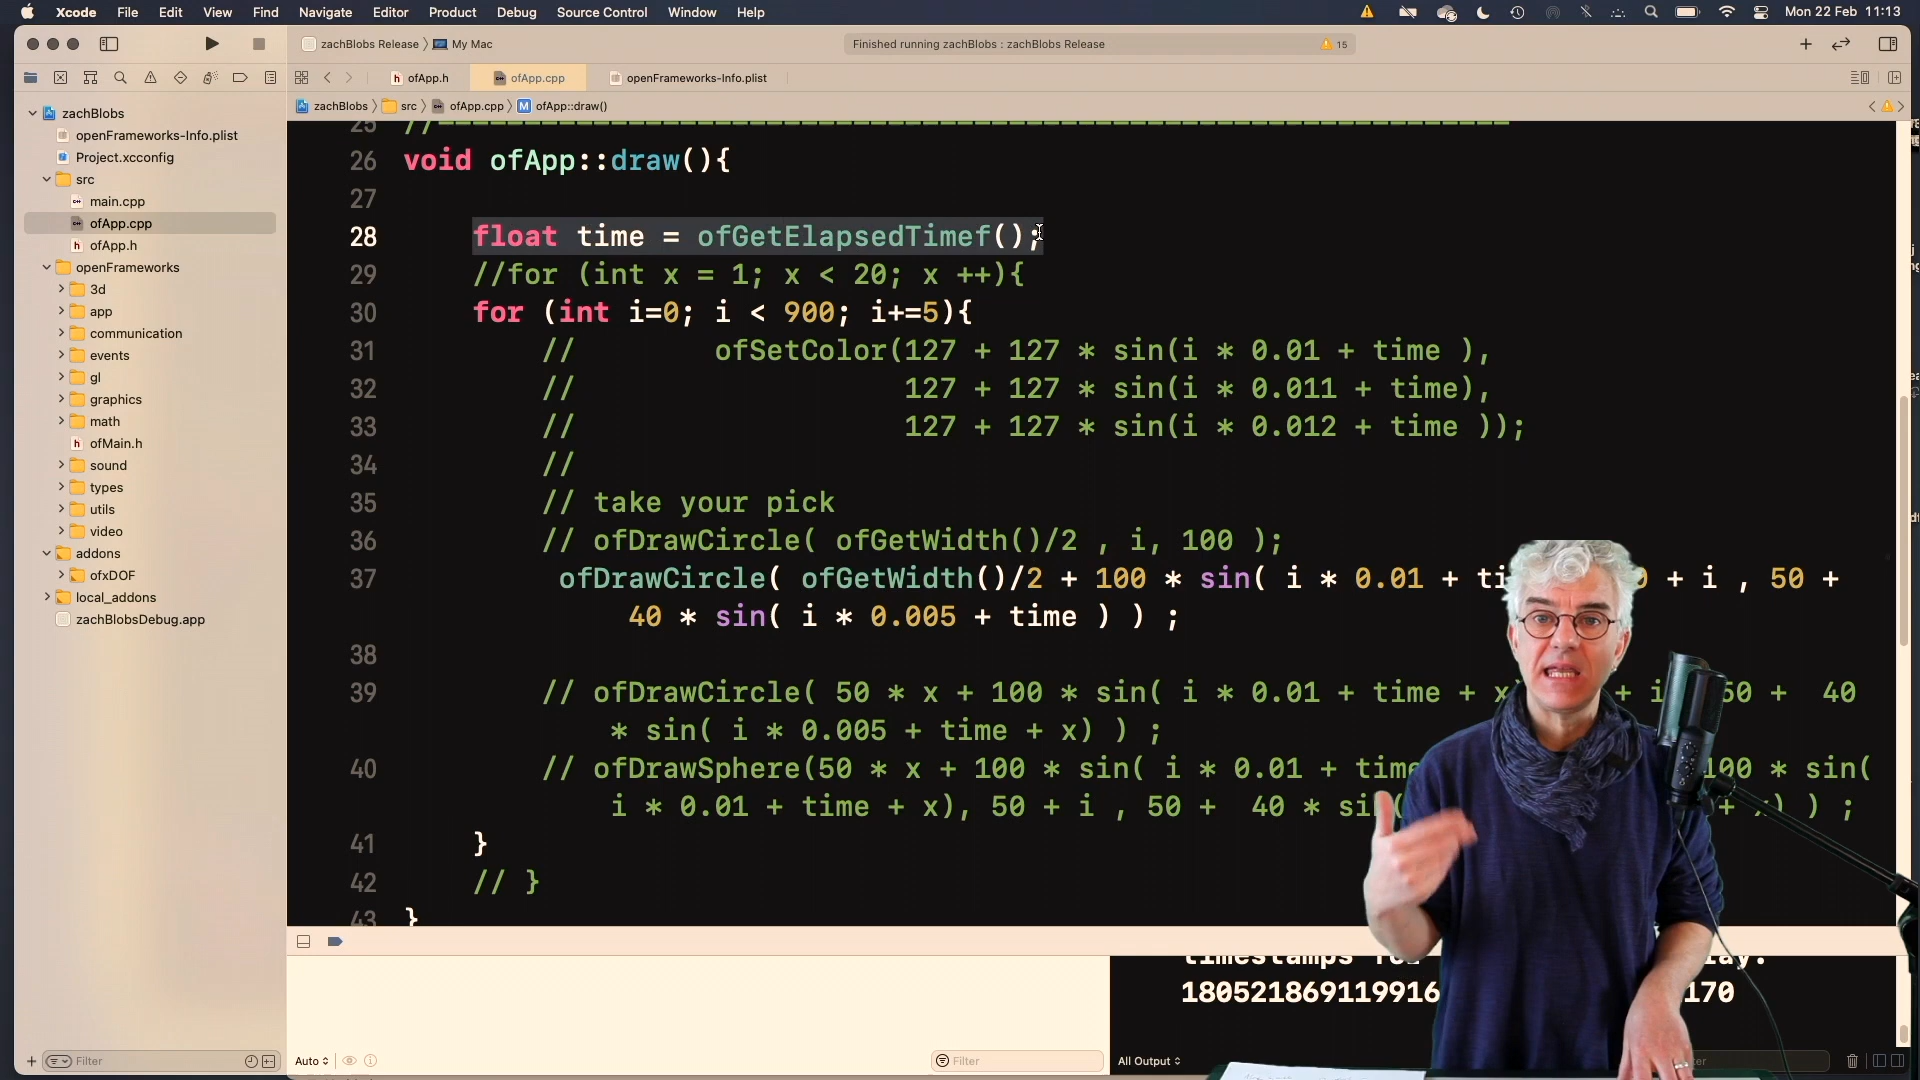 Xcode File Edit View Find Navigate Editor Product Debug Source Control Window Help Mon 22 Feb 11:13
zachBlobs Release My Mac Finished running zachBlobs : zachBlobs Release 15
ofApp.h ofApp.cpp openFrameworks-Info.plist
zachBlobs src ofApp.cpp M ofApp::draw()
zachBlobs
openFrameworks-Info.plist
Project.xcconfig
src
main.cpp
ofApp.cpp
ofApp.h
openFrameworks
3d
app
communication
events
gl
graphics
math
ofMain.h
sound
types
utils
video
addons
ofxDOF
local_addons
zachBlobsDebug.app
Filter
25 //
26 void ofApp::draw(){
27
28 float time = ofGetElapsedTimef();
29 //for (int x = 1; x < 20; x ++){
30 for (int i=0; i < 900; i+=5){
31 // ofSetColor(127 + 127 * sin(i * 0.01 + time ),
32 // 127 + 127 * sin(i * 0.011 + time),
33 // 127 + 127 * sin(i * 0.012 + time ));
34 //
35 // take your pick
36 // ofDrawCircle( ofGetWidth()/2 , i, 100 );
37 ofDrawCircle( ofGetWidth()/2 + 100 * sin( i * 0.01 + + i , 50 +
40 * sin( i * 0.005 + time ) ) ;
38
39 // ofDrawCircle( 50 * x + 100 * sin( i * 0.01 + time + x + 40
* sin( i * 0.005 + time + x) ) ;
40 // ofDrawSphere(50 * x + 100 * sin( i * 0.01 + time 100 * sin(
i * 0.01 + time + x), 50 + i , 50 + 40 * ) ;
41 }
42 // }
43 }
timestamps
180521869119916 170
Auto Filter All Output